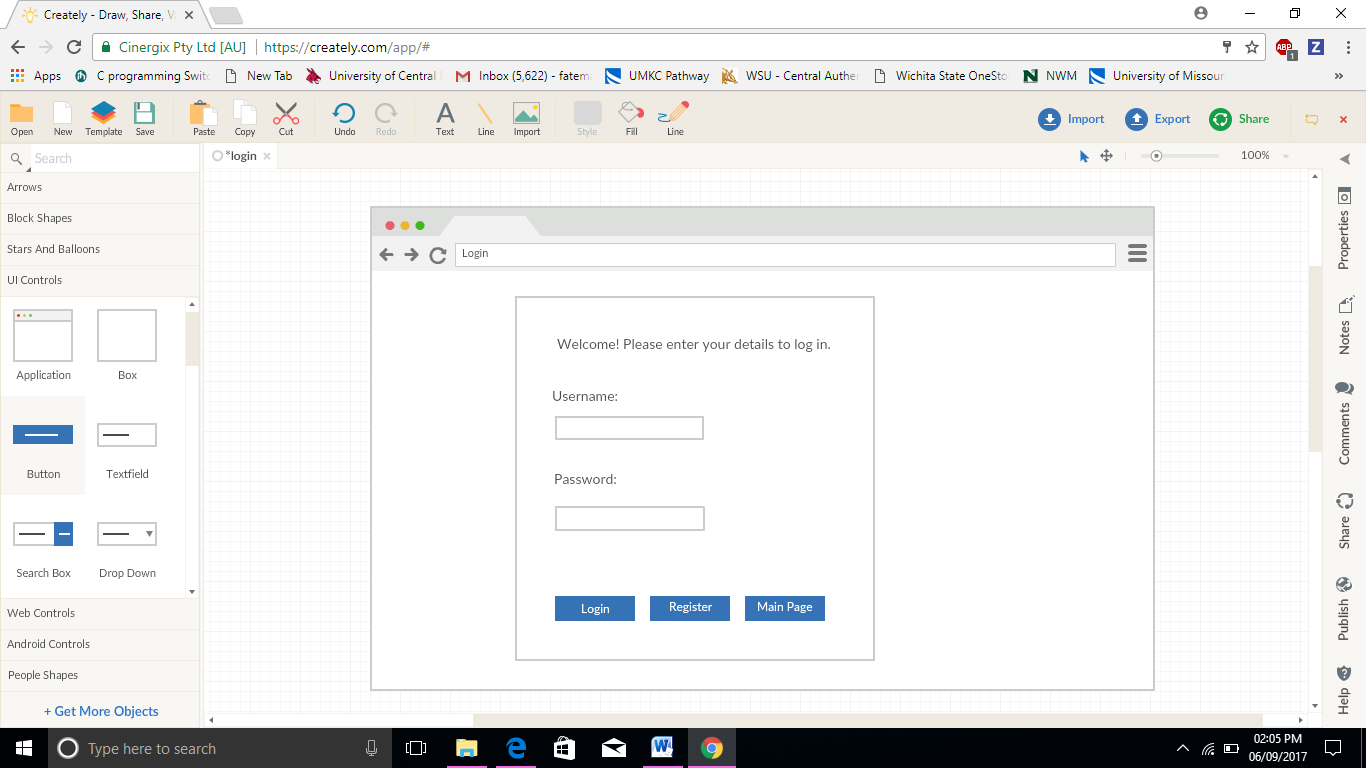 Creately - Draw, Share, V
Cinergix Pty Ltd [AU] https://creately.com/app/#
ABP
1
Z
Apps
C programming Switc
New Tab
University of Central
Inbox (5,622) - fatema
UMKC Pathway
WSU - Central Authe
Wichita State OneSto
NWM
University of Missour
»
Open
New
Template
Save
Paste
Copy
Cut
Undo
Redo
Text
Line
Import
Style
Fill
Line
Import
Export
Share
Search
*login
100%
Arrows
Block Shapes
Stars And Balloons
UI Controls
Application
Box
Button
Textfield
Search Box
Drop Down
Web Controls
Android Controls
People Shapes
+ Get More Objects
Login
Welcome! Please enter your details to log in.
Username:
Password:
Login
Register
Main Page
Properties
Notes
Comments
Share
Publish
Help
Type here to search
02:05 PM
06/09/2017